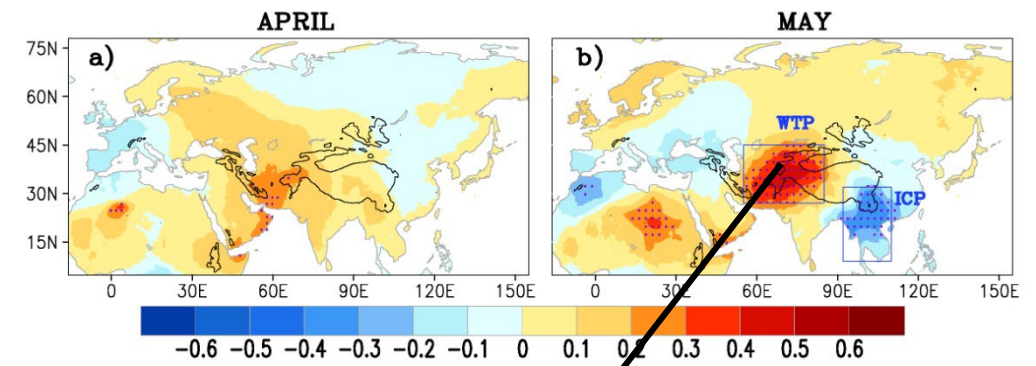 APRIL MAY
75N a) b)
60N
45N WTP
30N ICP
15N
0 30E 60E 90E 120E 150E 0 30E 60E 90E 120E 150E
-0.6 -0.5 -0.4 -0.3 -0.2 -0.1 0 0.1 0.2 0.3 0.4 0.5 0.6